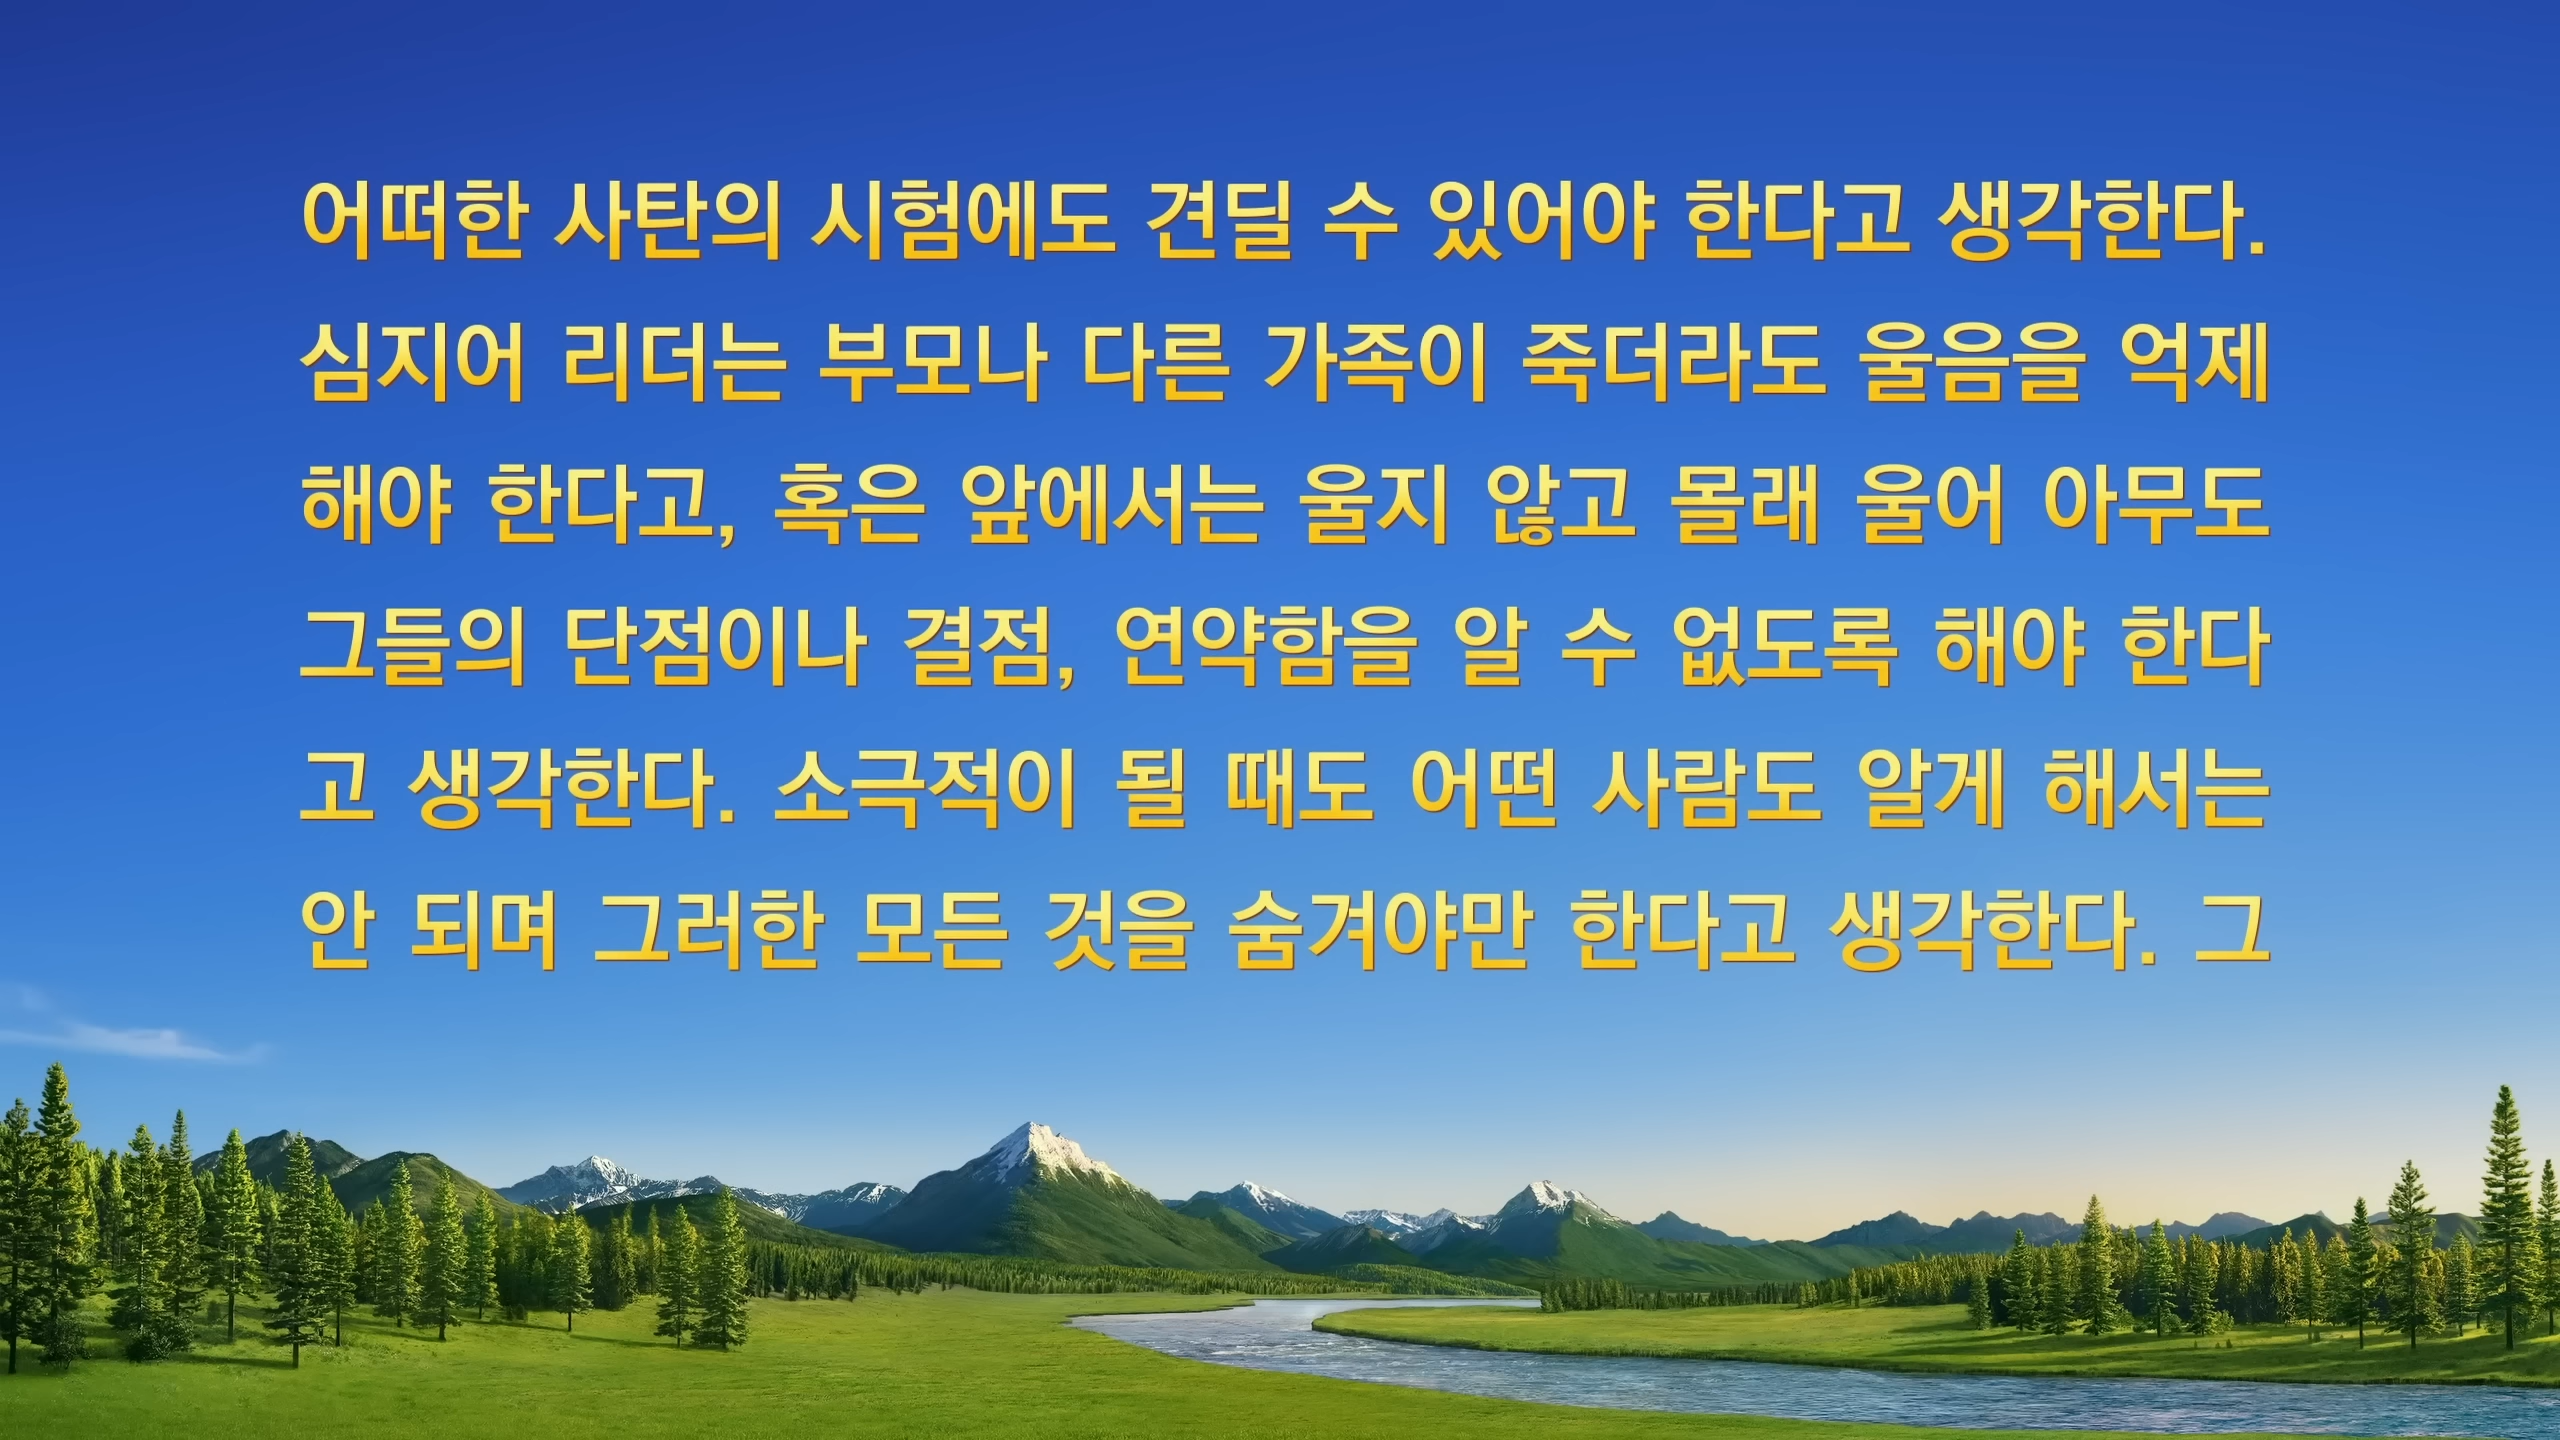 어떠한 사탄의 시험에도 견딜 수 있어야 한다고 생각한다.
심지어 리더는 부모나 다른 가족이 죽더라도 울음을 억제
해야 한다고, 혹은 앞에서는 울지 않고 몰래 울어 아무도
그들의 단점이나 결점, 연약함을 알 수 없도록 해야 한다
고 생각한다. 소극적이 될 때도 어떤 사람도 알게 해서는
안 되며 그러한 모든 것을 숨겨야만 한다고 생각한다. 그